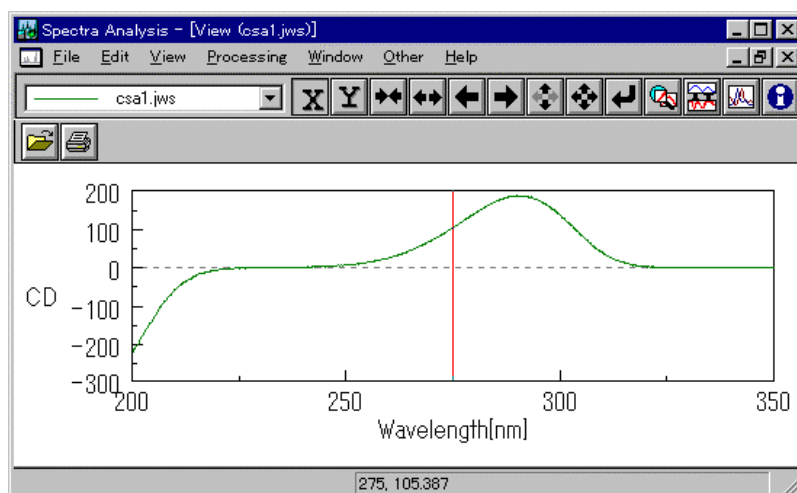 Spectra Analysis - [View (csa1.jws)]
File Edit View Processing Window Other Help
csa1.jws X Y
200
100
0
CD
-100
-200
-300
200 250 300 350
Wavelength[nm]
275, 105.387